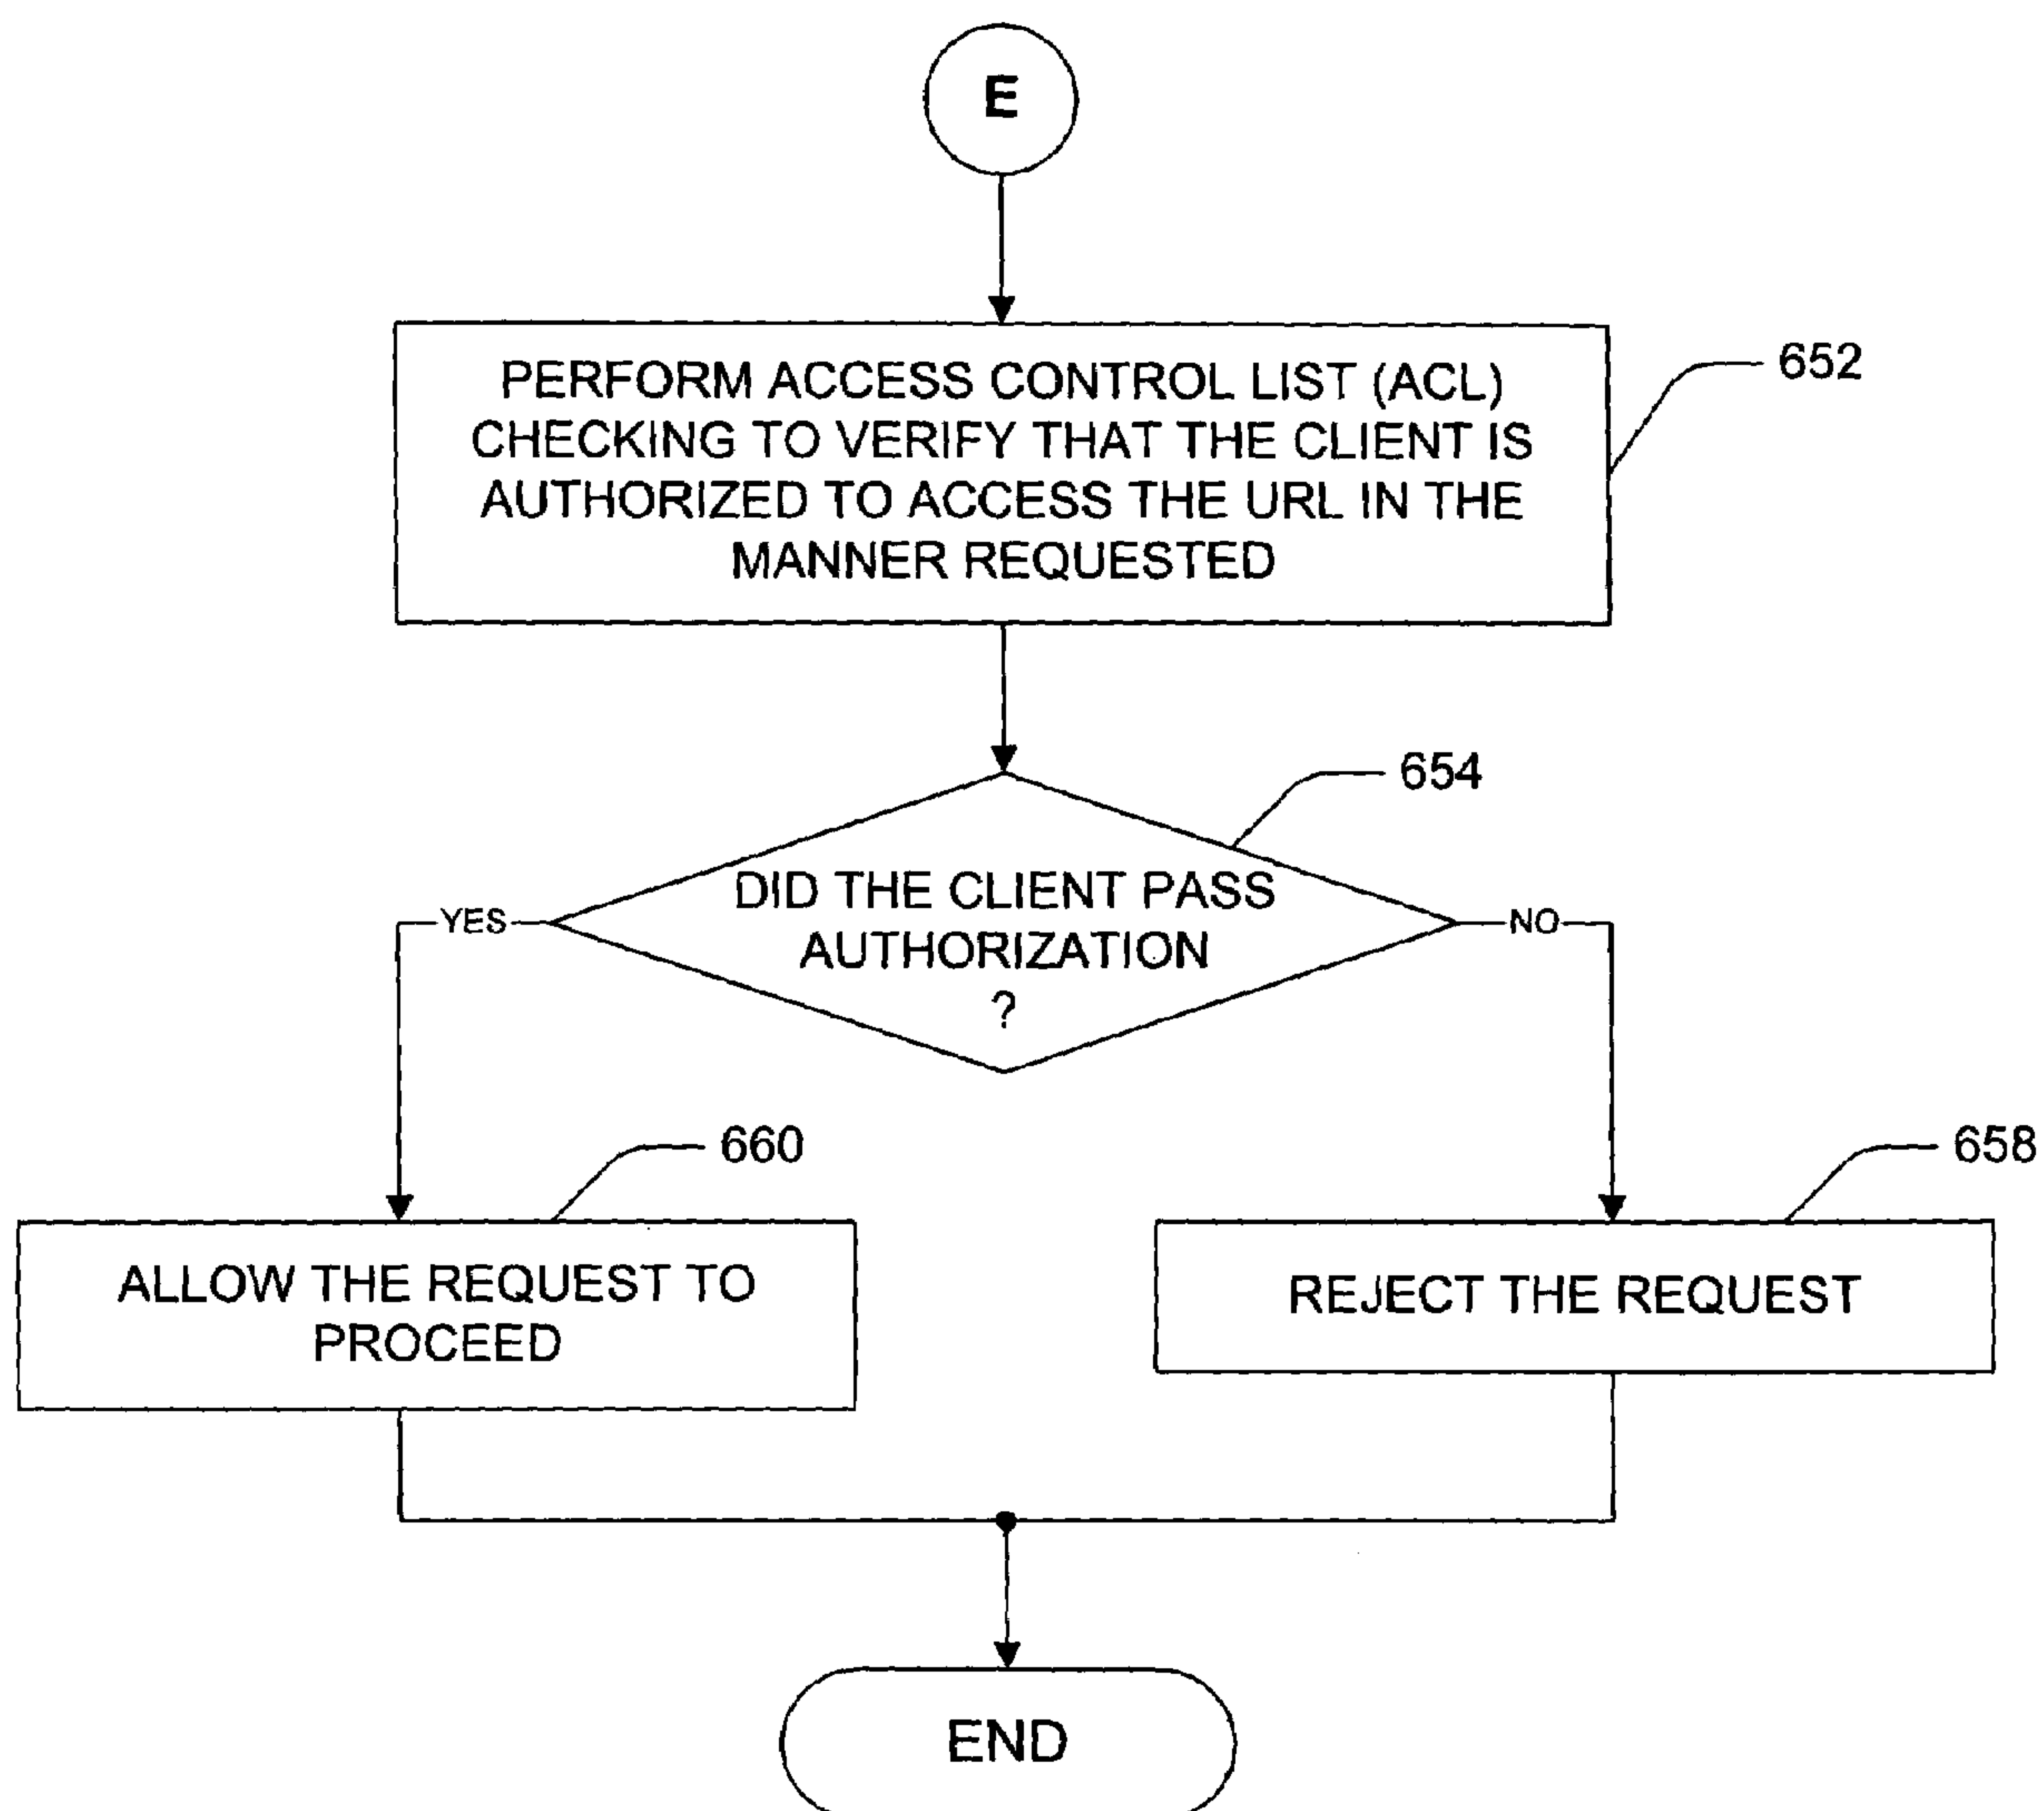 E
PERFORM ACCESS CONTROL LIST (ACL)
CHECKING TO VERIFY THAT THE CLIENT IS
AUTHORIZED TO ACCESS THE URL IN THE
MANNER REQUESTED
652
654
DID THE CLIENT PASS
AUTHORIZATION
?
YES
NO
660
658
ALLOW THE REQUEST TO
PROCEED
REJECT THE REQUEST
END